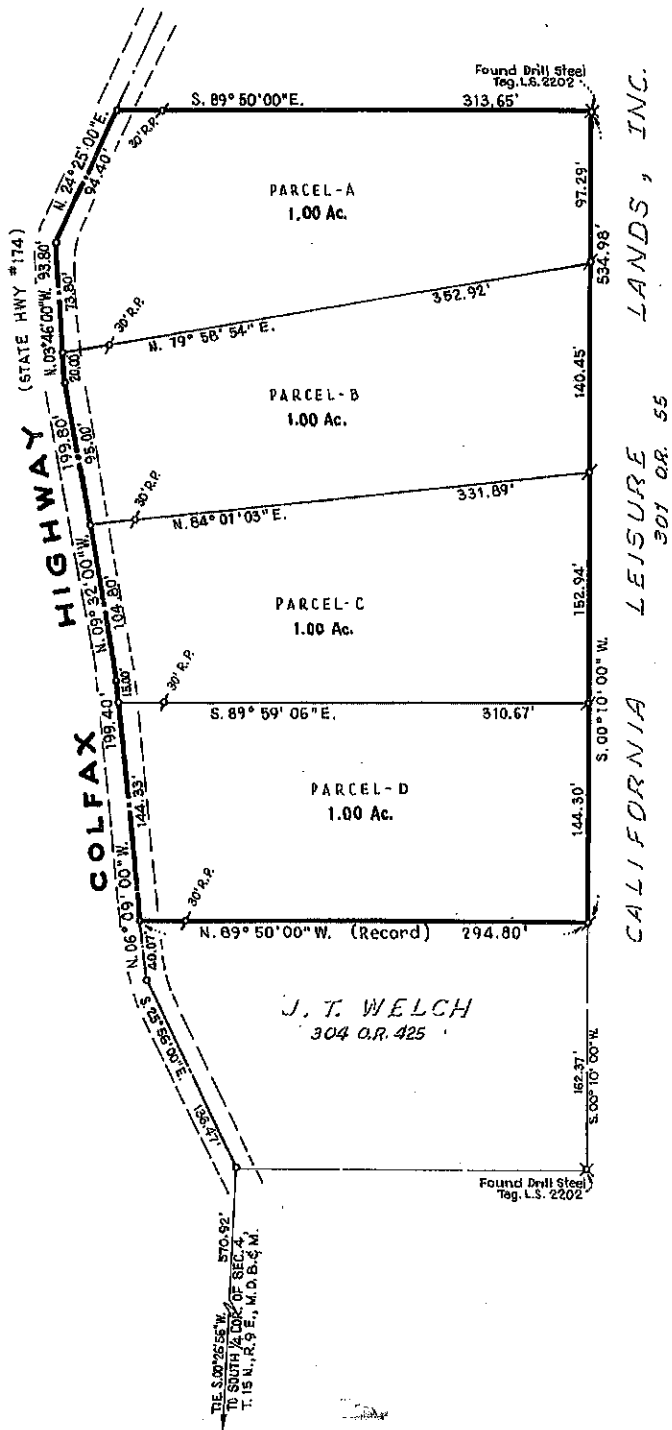 Found Drill Steel
Tag. L.S. 2202
S. 89° 50' 00" E.
313.65'
30' R.P.
N. 24° 25' 00" E.
94.40'
PARCEL-A
1.00 Ac.
97.29'
534.98'
N. 03° 46' 00" W. 93.80'
73.80'
(STATE HWY #174)
352.92'
N. 79° 58' 54" E.
30' R.P.
20.00'
HIGHWAY
199.80'
95.00'
PARCEL-B
1.00 Ac.
140.45'
30' R.P.
331.89'
N. 84° 01' 03" E.
N. 09° 32' 00" W.
104.80'
PARCEL-C
1.00 Ac.
152.94'
30' R.P.
15.00'
S. 89° 59' 06" E.
310.67'
S. 00° 10' 00" W.
COLFAX
199.40'
144.33'
PARCEL-D
1.00 Ac.
144.30'
N. 06° 09' 00" W.
30' R.P.
N. 89° 50' 00" W. (Record) 294.80'
40.07'
J. T. WELCH
304 O.R. 425
S. 25° 56' 00" E.
136.47'
162.37'
S. 00° 10' 00" W.
Found Drill Steel
Tag. L.S. 2202
570.92'
TIE S. 00° 26' 56" W.
TO SOUTH 1/4 COR. OF SEC. 4,
T. 15 N., R. 9 E., M.D.B. & M.
CALIFORNIA LEISURE LANDS, INC.
301 O.R. 55